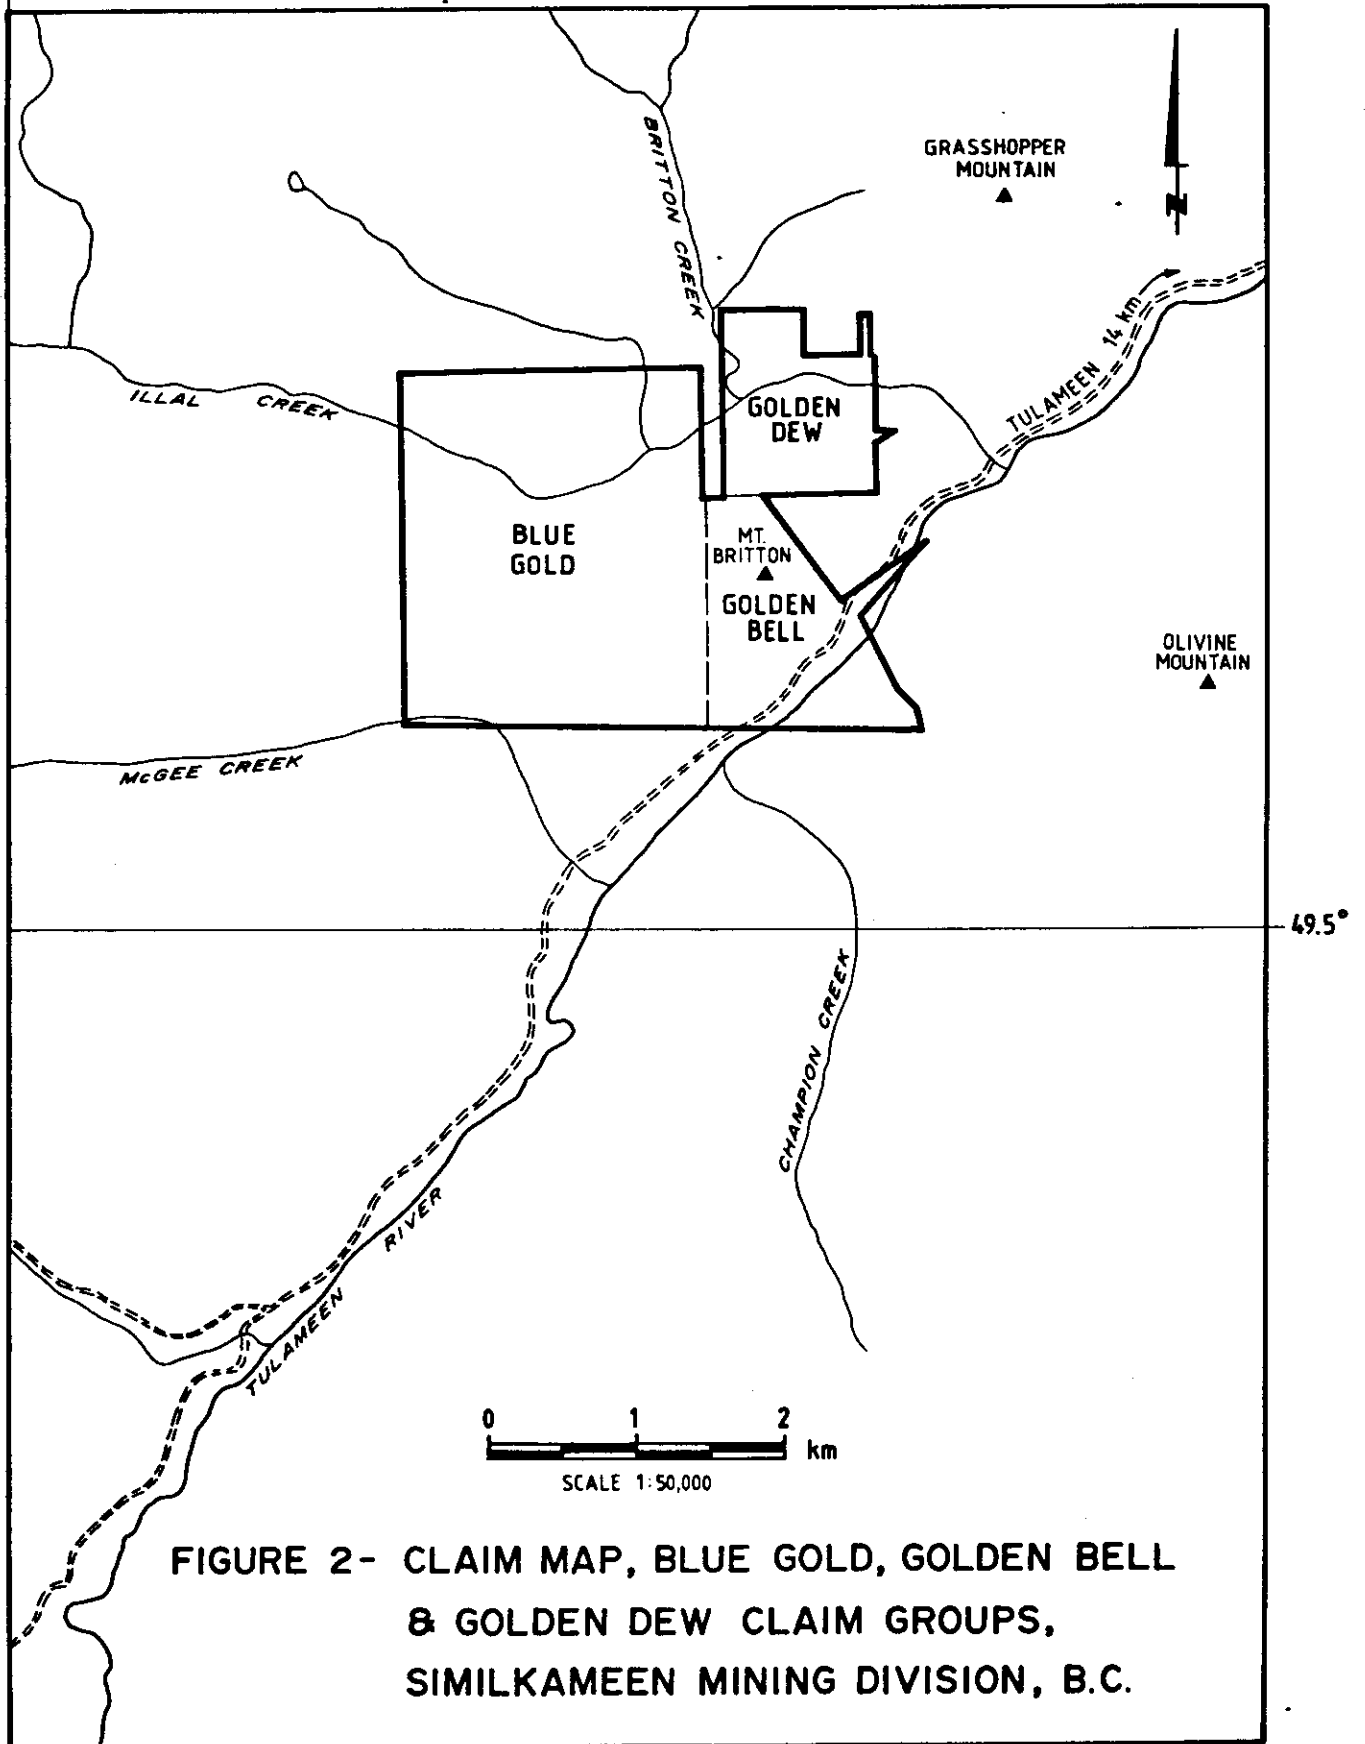 BRITTON CREEK
GRASSHOPPER
MOUNTAIN
N
TULAMEEN 14 km
ILLAL CREEK
GOLDEN
DEW
BLUE
GOLD
MT.
BRITTON
GOLDEN
BELL
OLIVINE
MOUNTAIN
McGEE CREEK
49.5°
CHAMPION CREEK
TULAMEEN RIVER
0 1 2
km
SCALE 1:50,000
FIGURE 2- CLAIM MAP, BLUE GOLD, GOLDEN BELL
& GOLDEN DEW CLAIM GROUPS,
SIMILKAMEEN MINING DIVISION, B.C.